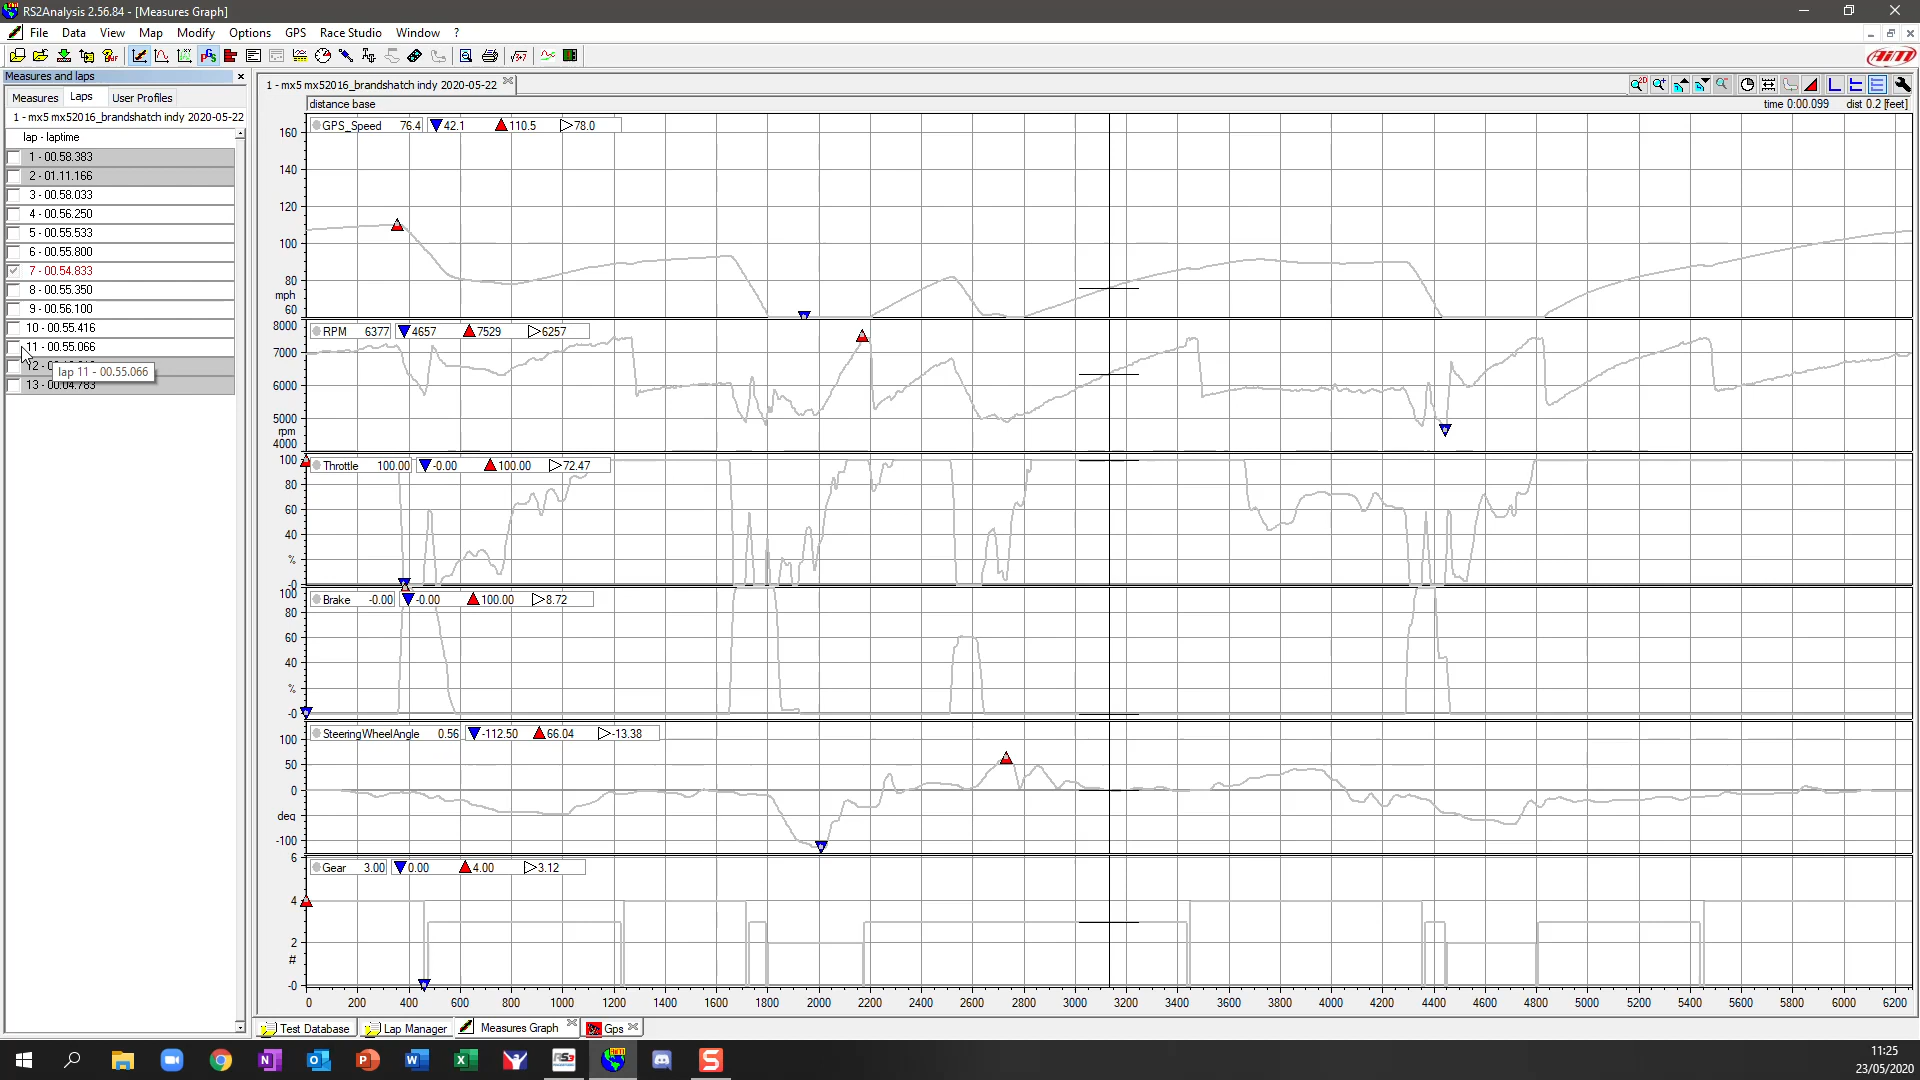 RS2Analysis 2.56.84 - [Measures Graph]
File Data View Map Modify Options GPS Race Studio Window ?
AiM
Measures and laps
Measures Laps User Profiles
1 - mx5 mx52016_brandshatch indy 2020-05-22
lap - laptime
1 - 00.58.383
2 - 01.11.166
3 - 00.58.033
4 - 00.56.250
5 - 00.55.533
6 - 00.55.800
7 - 00.54.833
8 - 00.55.350
9 - 00.56.100
10 - 00.55.416
11 - 00.55.066
lap 11 - 00.55.066
13 - 00.04.783
1 - mx5 mx52016_brandshatch indy 2020-05-22
time 0:00.099 dist 0.2 [feet]
distance base
GPS_Speed 76.4 42.1 110.5 78.0
160
140
120
100
80
mph
60
RPM 6377 4657 7529 6257
8000
7000
6000
5000
rpm
4000
Throttle 100.00 -0.00 100.00 72.47
100
80
60
40
%
-0
Brake -0.00 -0.00 100.00 8.72
100
80
60
40
%
-0
SteeringWheelAngle 0.56 -112.50 66.04 -13.38
100
50
0
deq
-100
Gear 3.00 0.00 4.00 3.12
6
4
2
#
-0
0 200 400 600 800 1000 1200 1400 1600 1800 2000 2200 2400 2600 2800 3000 3200 3400 3600 3800 4000 4200 4400 4600 4800 5000 5200 5400 5600 5800 6000 6200
Test Database Lap Manager Measures Graph Gps
11:25
23/05/2020